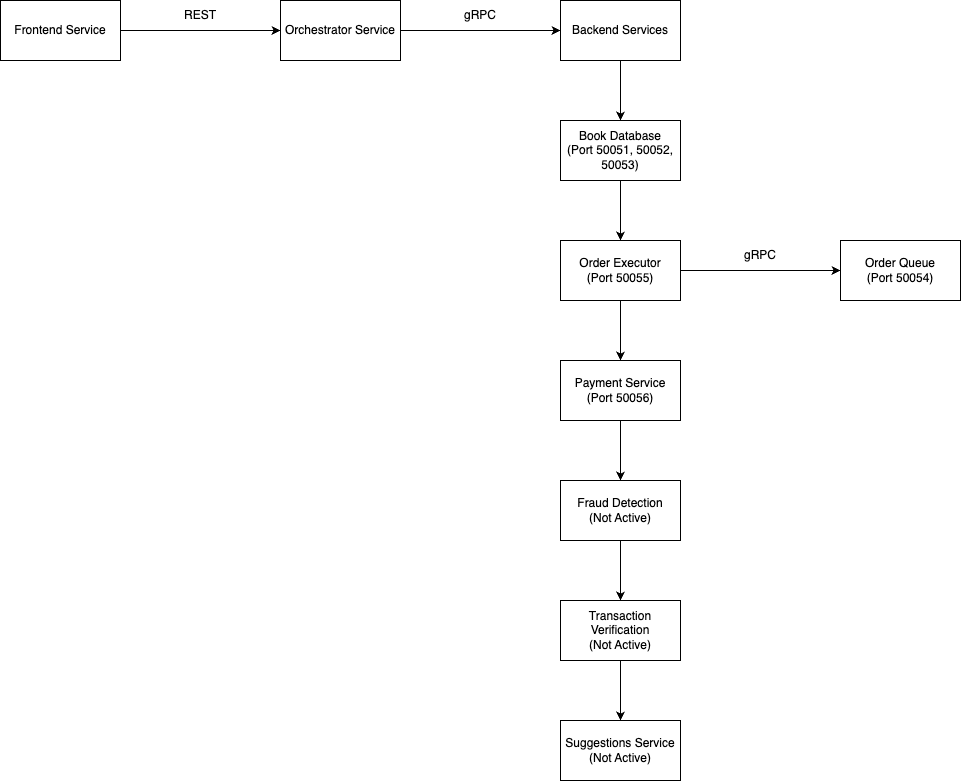 REST
gRPC
Frontend Service
Orchestrator Service
Backend Services
Book Database
(Port 50051, 50052,
50053)
gRPC
Order Executor
(Port 50055)
Order Queue
(Port 50054)
Payment Service
(Port 50056)
Fraud Detection
(Not Active)
Transaction
Verification
(Not Active)
Suggestions Service
(Not Active)